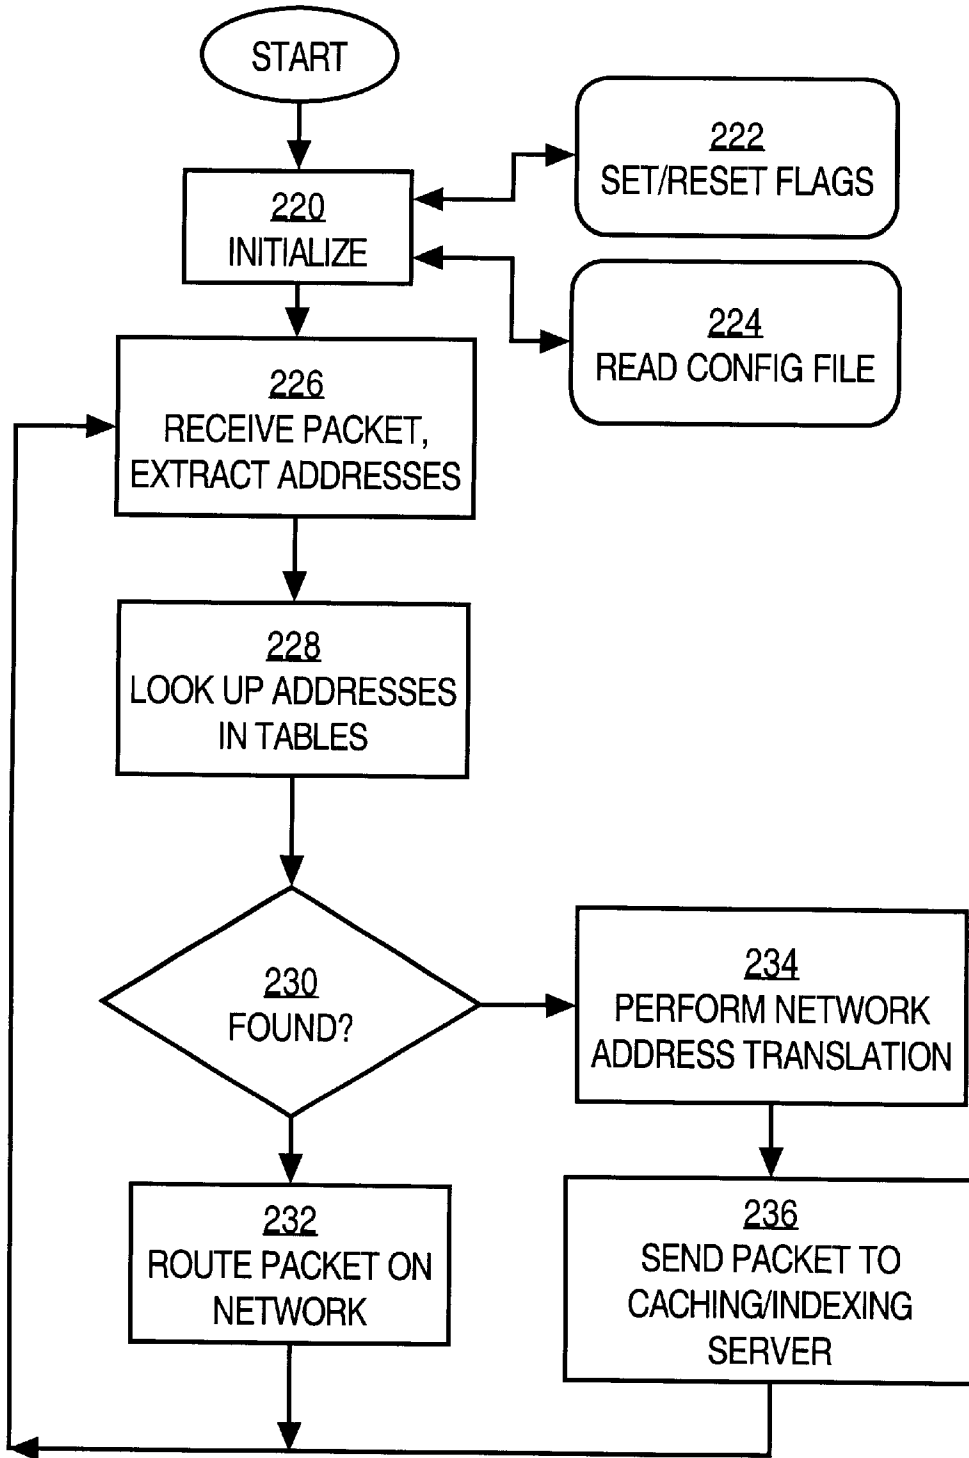 START
222
SET/RESET FLAGS
220
INITIALIZE
224
READ CONFIG FILE
226
RECEIVE PACKET,
EXTRACT ADDRESSES
228
LOOK UP ADDRESSES
IN TABLES
230
FOUND?
234
PERFORM NETWORK
ADDRESS TRANSLATION
232
ROUTE PACKET ON
NETWORK
236
SEND PACKET TO
CACHING/INDEXING
SERVER